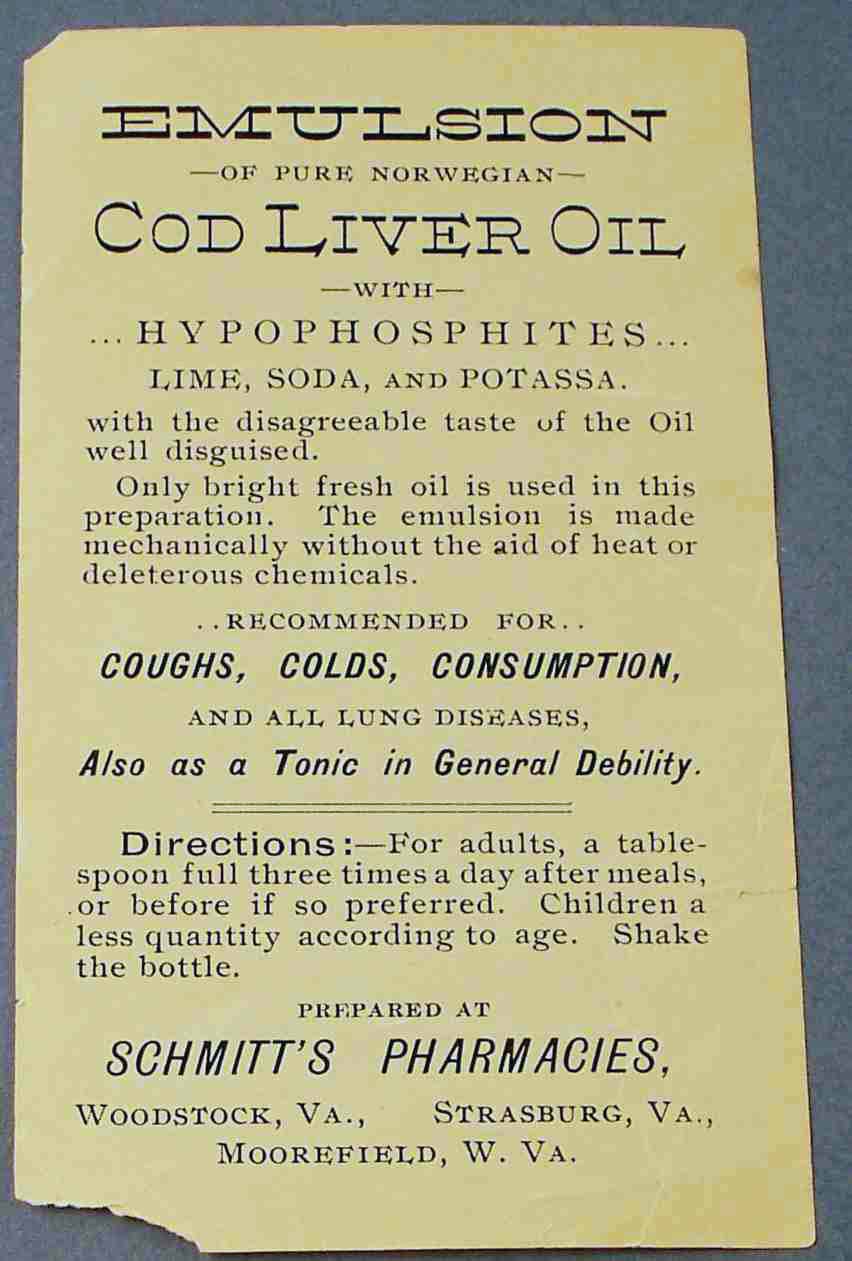 EMULSION
—OF PURE NORWEGIAN—
COD LIVER OIL
—WITH—
...HYPOPHOSPHITES...
LIME, SODA, AND POTASSA.
with the disagreeable taste of the Oil
well disguised.
Only bright fresh oil is used in this
preparation. The emulsion is made
mechanically without the aid of heat or
deleterous chemicals.
..RECOMMENDED FOR..
COUGHS, COLDS, CONSUMPTION,
AND ALL LUNG DISEASES,
Also as a Tonic in General Debility.
Directions:—For adults, a table-
spoon full three times a day after meals,
or before if so preferred. Children a
less quantity according to age. Shake
the bottle.
PREPARED AT
SCHMITT'S PHARMACIES,
WOODSTOCK, VA., STRASBURG, VA.,
MOOREFIELD, W. VA.